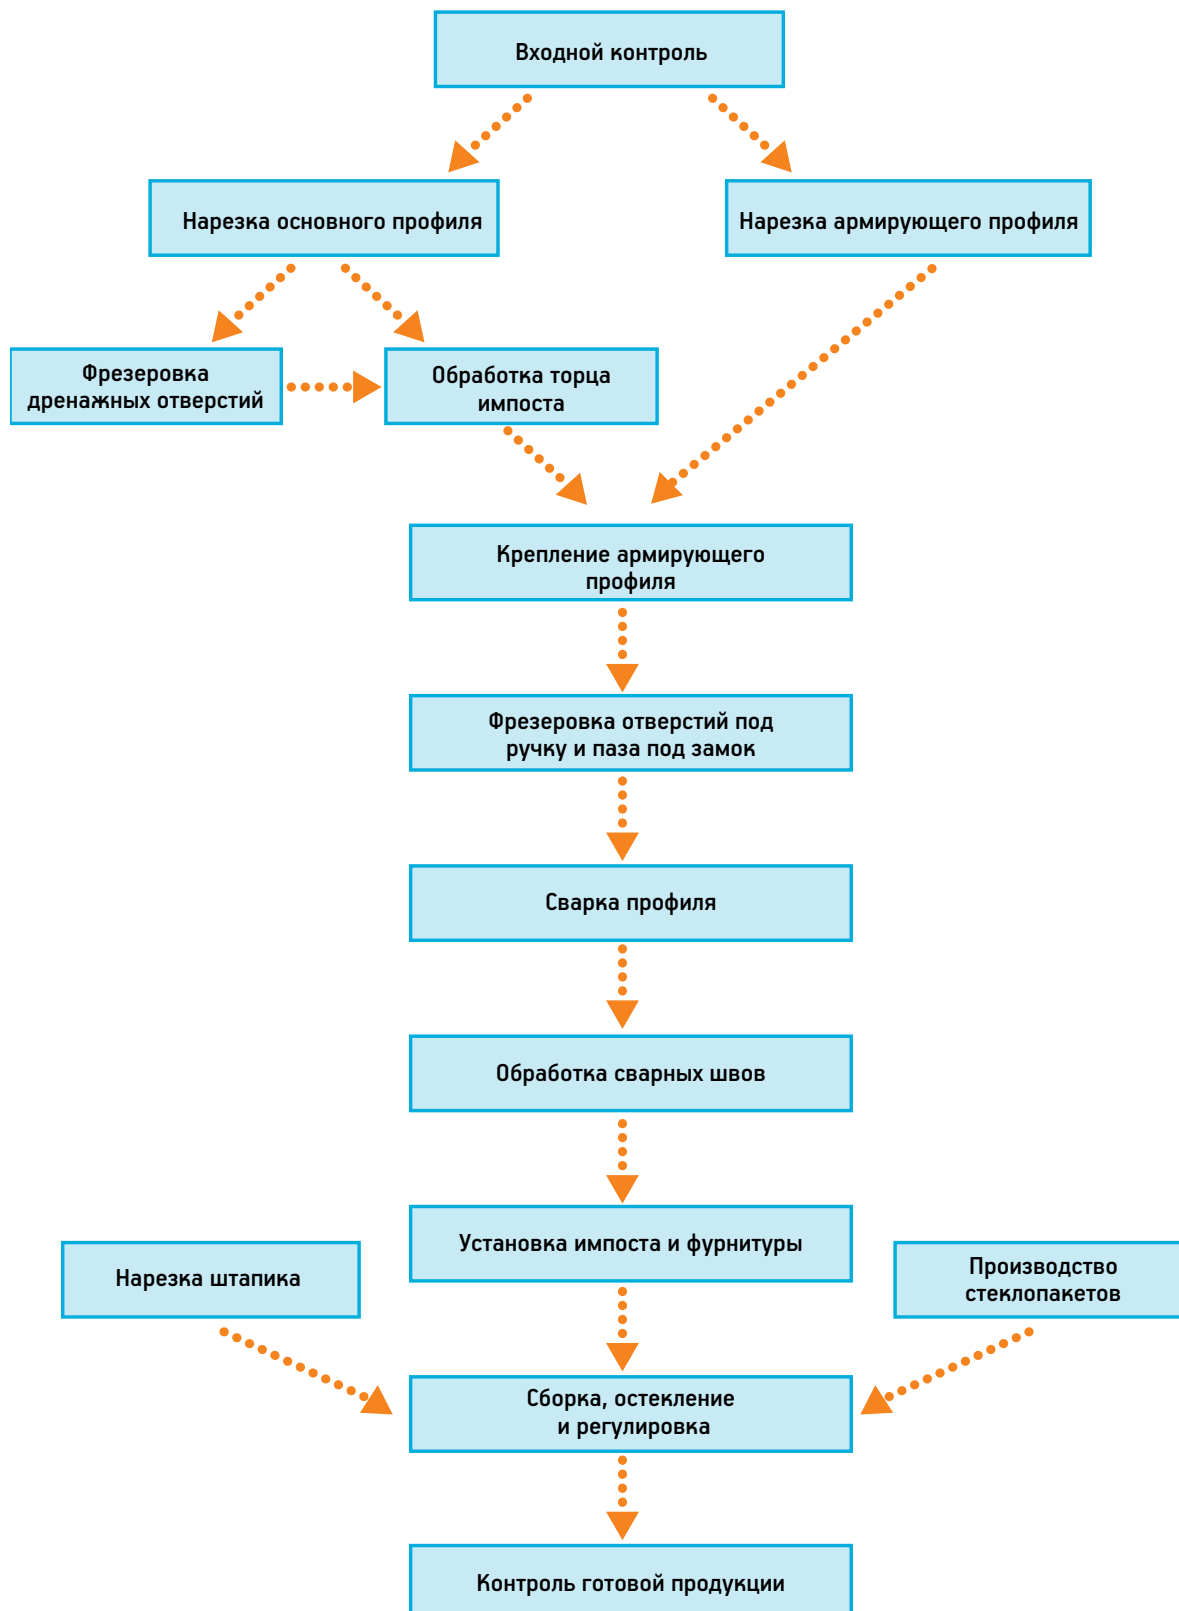 Входной контроль
Нарезка основного профиля
Нарезка армирующего профиля
Фрезеровка
дренажных отверстий
Обработка торца
импоста
Крепление армирующего
профиля
Фрезеровка отверстий под
ручку и паза под замок
Сварка профиля
Обработка сварных швов
Установка импоста и фурнитуры
Нарезка штапика
Производство
стеклопакетов
Сборка, остекление
и регулировка
Контроль готовой продукции